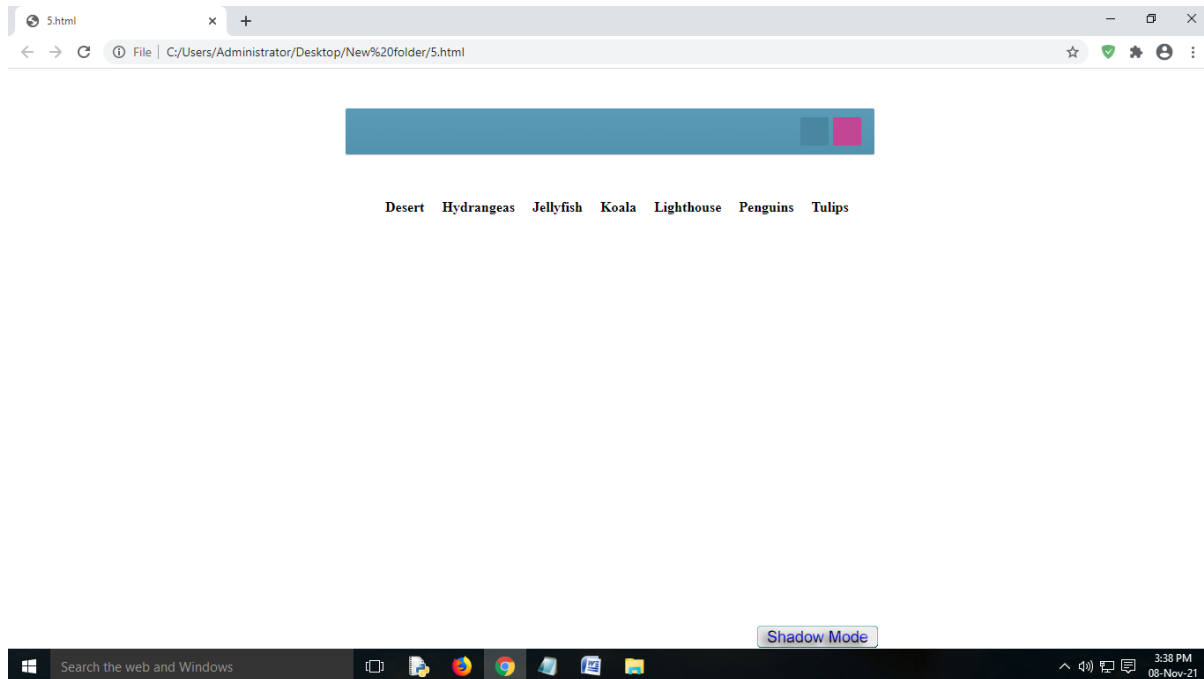 5.html
File | C:/Users/Administrator/Desktop/New%20folder/5.html
Desert Hydrangeas Jellyfish Koala Lighthouse Penguins Tulips
Shadow Mode
Search the web and Windows
3:38 PM
08-Nov-21